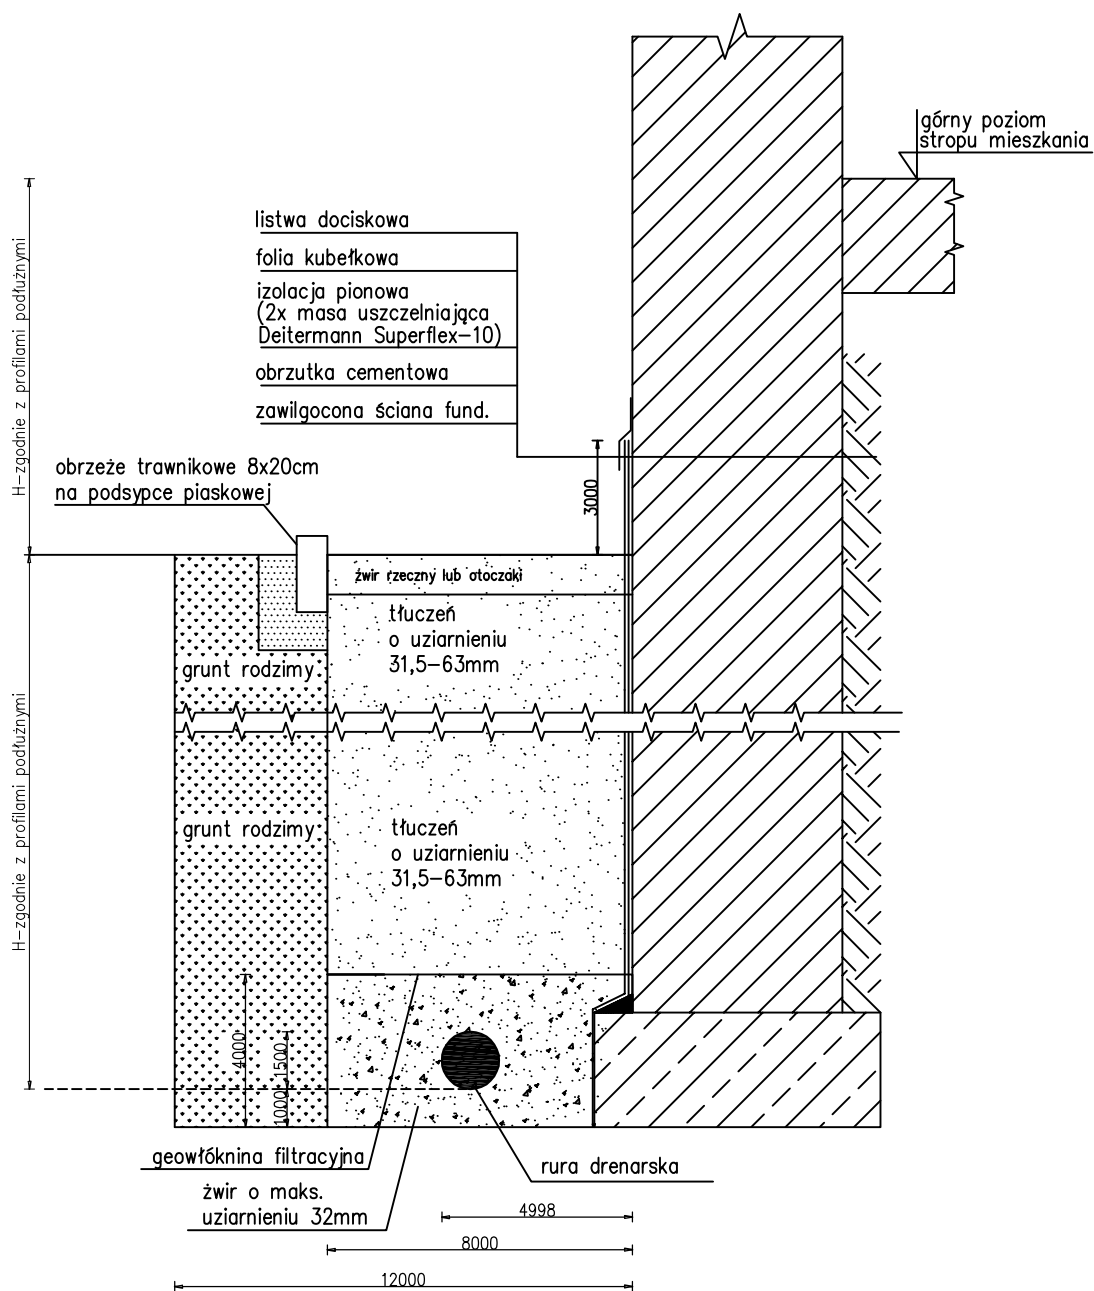 górny poziom
stropu mieszkania
listwa dociskowa
folia kubełkowa
izolacja pionowa
(2x masa uszczelniająca
Deitermann Superflex-10)
obrzutka cementowa
zawilgocona ściana fund.
H-zgodnie z profilami podłużnymi
obrzeże trawnikowe 8x20cm
na podsypce piaskowej
3000
żwir rzeczny lub otoczaki
tłuczeń
o uziarnieniu
31,5-63mm
grunt rodzimy
H-zgodnie z profilami podłużnymi
grunt rodzimy
tłuczeń
o uziarnieniu
31,5-63mm
4000
1500
1000
geowłóknina filtracyjna
rura drenarska
żwir o maks.
uziarnieniu 32mm
4998
8000
12000